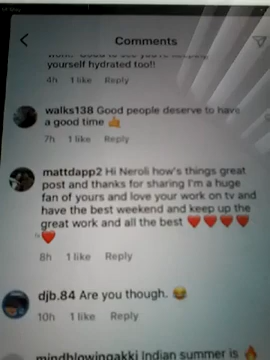 Comments
yourself hydrated too!!
4h 1 like Reply
walks138 Good people deserve to have
a good time 🤙
7h 1 like Reply
mattdapp2 Hi Neroli how's things great
post and thanks for sharing I'm a huge
fan of yours and love your work on tv and
have the best weekend and keep up the
great work and all the best ❤️❤️❤️❤️
❤️
8h 1 like Reply
djb.84 Are you though. 😂
10h 1 like Reply
mindblowingakki Indian summer is 🔥